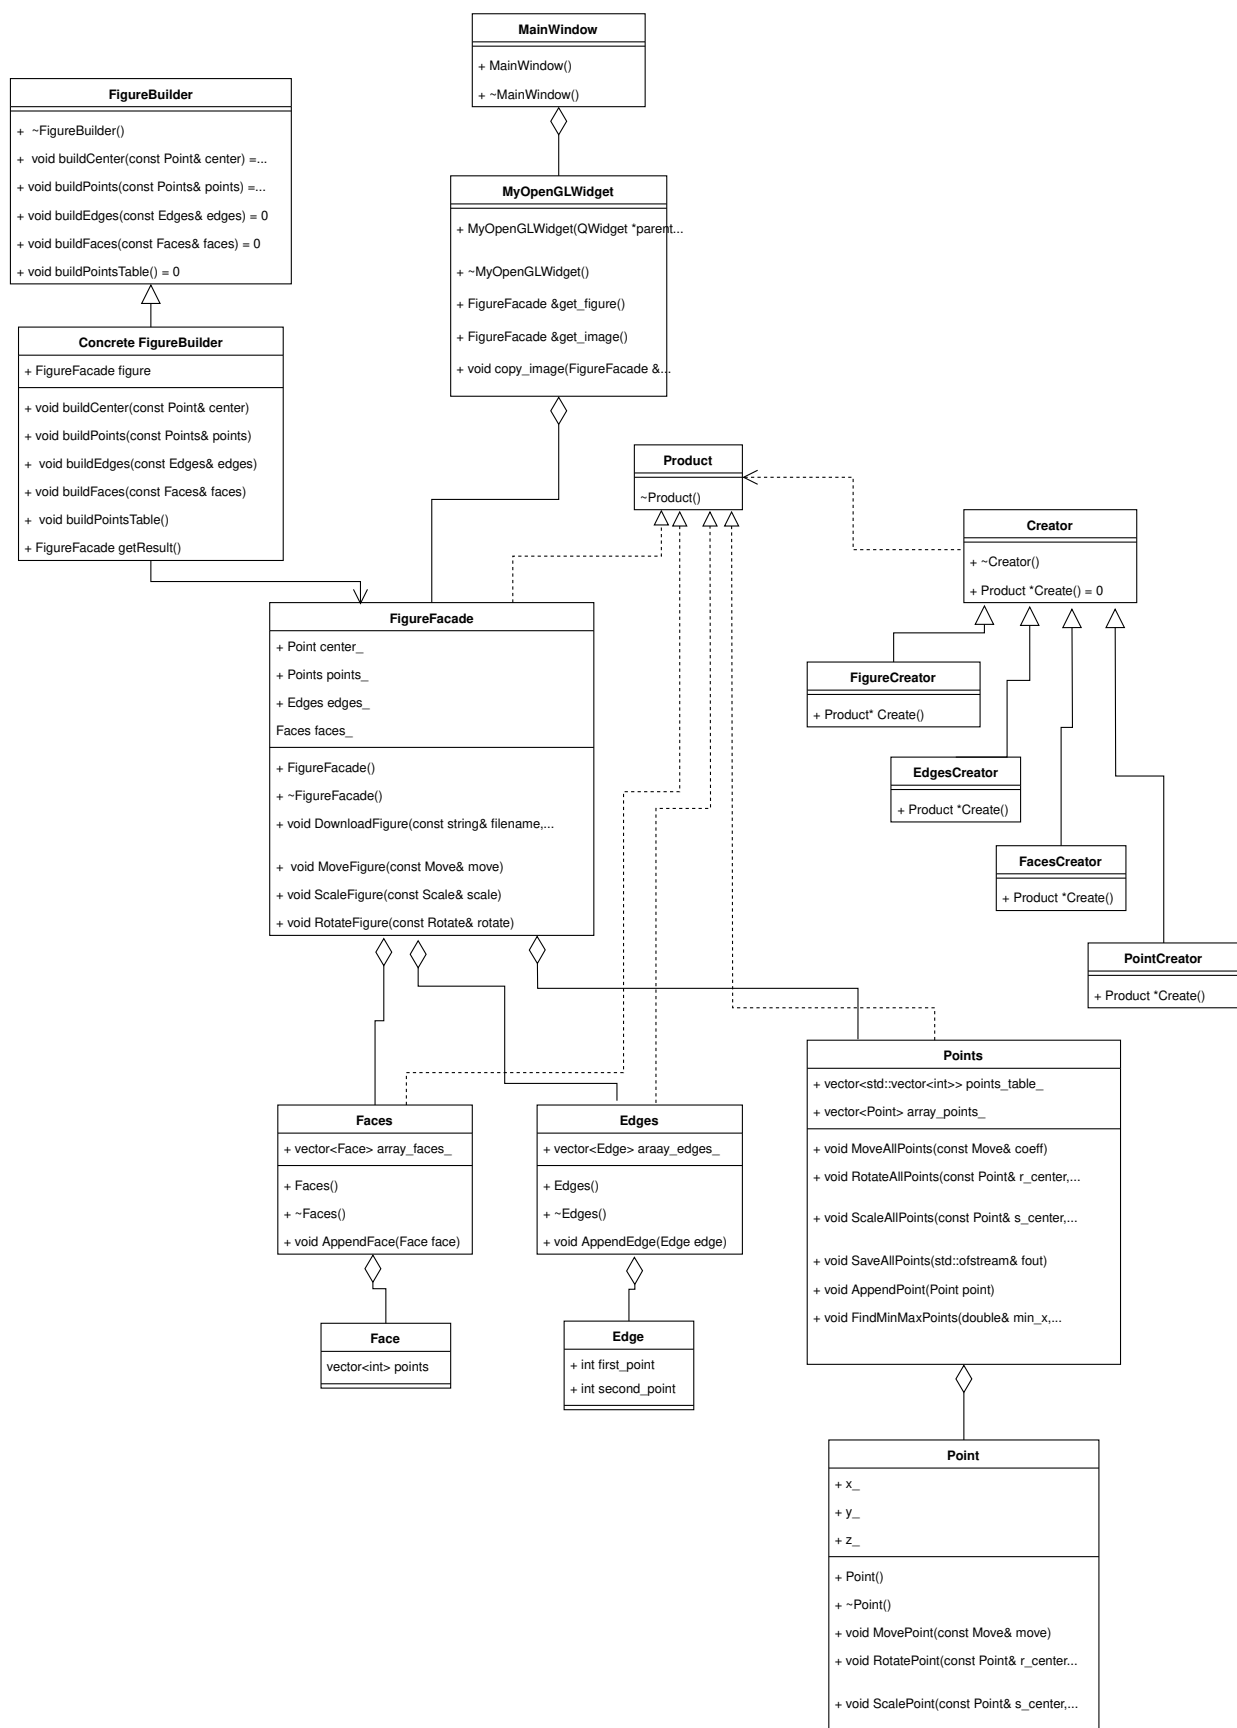 MainWindow
+ MainWindow()
+ ~MainWindow()
FigureBuilder
+  ~FigureBuilder()
+  void buildCenter(const Point& center) =...
+ void buildPoints(const Points& points) =...
+ void buildEdges(const Edges& edges) = 0
+ void buildFaces(const Faces& faces) = 0
+ void buildPointsTable() = 0
MyOpenGLWidget
+ MyOpenGLWidget(QWidget *parent...
+ ~MyOpenGLWidget()
+ FigureFacade &get_figure()
+ FigureFacade &get_image()
+ void copy_image(FigureFacade &...
Concrete FigureBuilder
+ FigureFacade figure
+ void buildCenter(const Point& center)
+ void buildPoints(const Points& points)
+  void buildEdges(const Edges& edges)
+ void buildFaces(const Faces& faces)
+  void buildPointsTable()
+ FigureFacade getResult()
Product
~Product()
Creator
+ ~Creator()
+ Product *Create() = 0
FigureFacade
+ Point center_
+ Points points_
+ Edges edges_
Faces faces_
+ FigureFacade()
+ ~FigureFacade()
+ void DownloadFigure(const string& filename,...
+  void MoveFigure(const Move& move)
+ void ScaleFigure(const Scale& scale)
+ void RotateFigure(const Rotate& rotate)
FigureCreator
+ Product* Create()
EdgesCreator
+ Product *Create()
FacesCreator
+ Product *Create()
PointCreator
+ Product *Create()
Faces
+ vector<Face> array_faces_
+ Faces()
+ ~Faces()
+ void AppendFace(Face face)
Edges
+ vector<Edge> araay_edges_
+ Edges()
+ ~Edges()
+ void AppendEdge(Edge edge)
Points
+ vector<std::vector<int>> points_table_
+ vector<Point> array_points_
+ void MoveAllPoints(const Move& coeff)
+ void RotateAllPoints(const Point& r_center,...
+ void ScaleAllPoints(const Point& s_center,...
+ void SaveAllPoints(std::ofstream& fout)
+ void AppendPoint(Point point)
+ void FindMinMaxPoints(double& min_x,...
Face
vector<int> points
Edge
+ int first_point
+ int second_point
Point
+ x_
+ y_
+ z_
+ Point()
+ ~Point()
+ void MovePoint(const Move& move)
+ void RotatePoint(const Point& r_center...
+ void ScalePoint(const Point& s_center,...